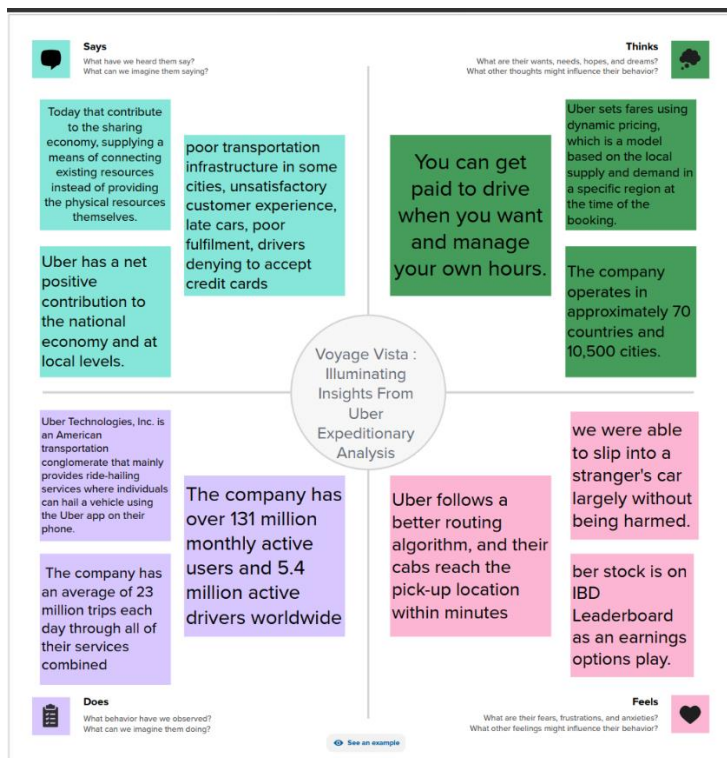 Says
What have we heard them say?
What can we imagine them saying?
Thinks
What are their wants, needs, hopes, and dreams?
What other thoughts might influence their behavior?
Today that contribute
to the sharing
economy, supplying a
means of connecting
existing resources
instead of providing
the physical resources
themselves.
poor transportation
infrastructure in some
cities, unsatisfactory
customer experience,
late cars, poor
fulfilment, drivers
denying to accept
credit cards
Uber has a net
positive
contribution to
the national
economy and at
local levels.
You can get
paid to drive
when you want
and manage
your own hours.
Uber sets fares using
dynamic pricing,
which is a model
based on the local
supply and demand in
a specific region at
the time of the
booking.
The company
operates in
approximately 70
countries and
10,500 cities.
Voyage Vista :
Illuminating
Insights From
Uber
Expeditionary
Analysis
Uber Technologies, Inc. is
an American
transportation
conglomerate that mainly
provides ride-hailing
services where individuals
can hail a vehicle using
the Uber app on their
phone.
The company has
over 131 million
monthly active
users and 5.4
million active
drivers worldwide
The company has
an average of 23
million trips each
day through all of
their services
combined
Uber follows a
better routing
algorithm, and their
cabs reach the
pick-up location
within minutes
we were able
to slip into a
stranger's car
largely without
being harmed.
ber stock is on
IBD
Leaderboard
as an earnings
options play.
Does
What behavior have we observed?
What can we imagine them doing?
Feels
What are their fears, frustrations, and anxieties?
What other feelings might influence their behavior?
See an example